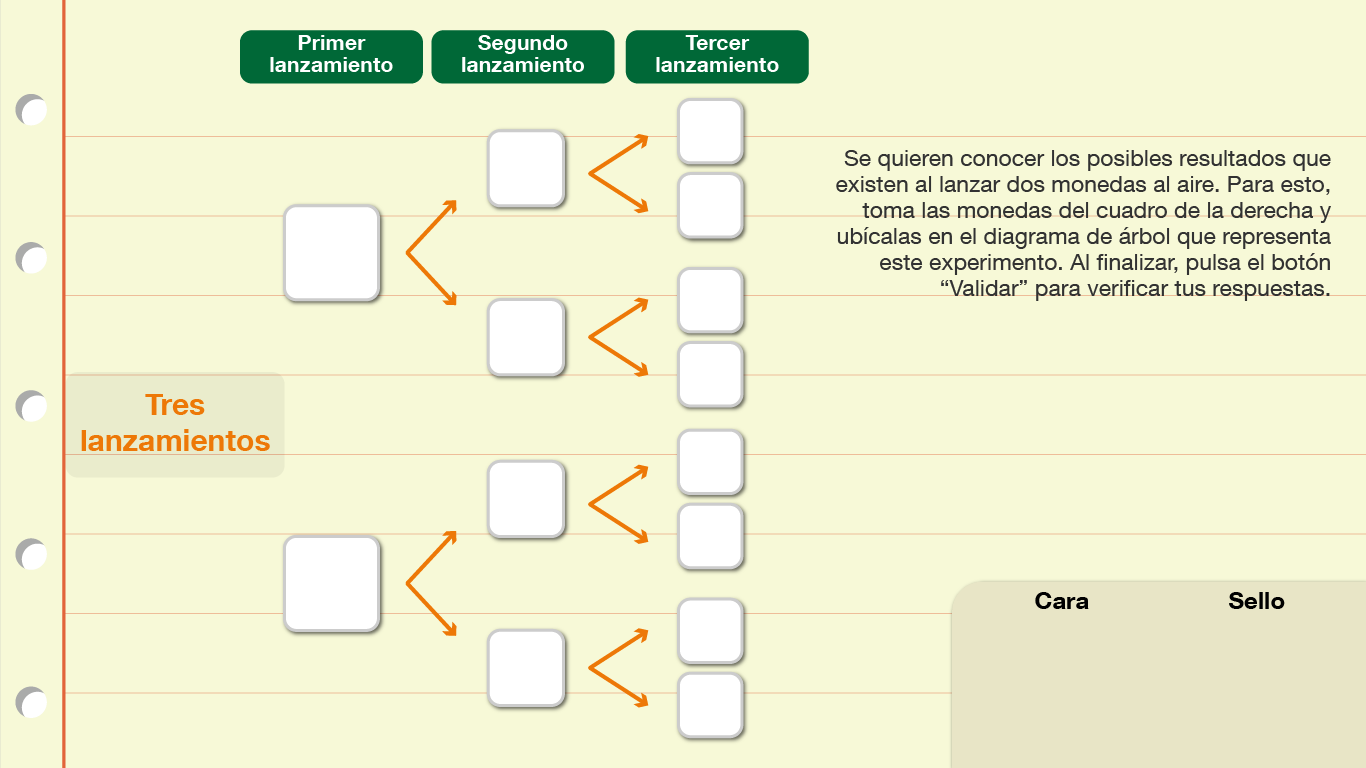 Primer
lanzamiento
Segundo
lanzamiento
Tercer
lanzamiento
Se quieren conocer los posibles resultados que
existen al lanzar dos monedas al aire. Para esto,
toma las monedas del cuadro de la derecha y
ubícalas en el diagrama de árbol que representa
este experimento. Al finalizar, pulsa el botón
“Validar” para verificar tus respuestas.
Tres
lanzamientos
Cara
Sello